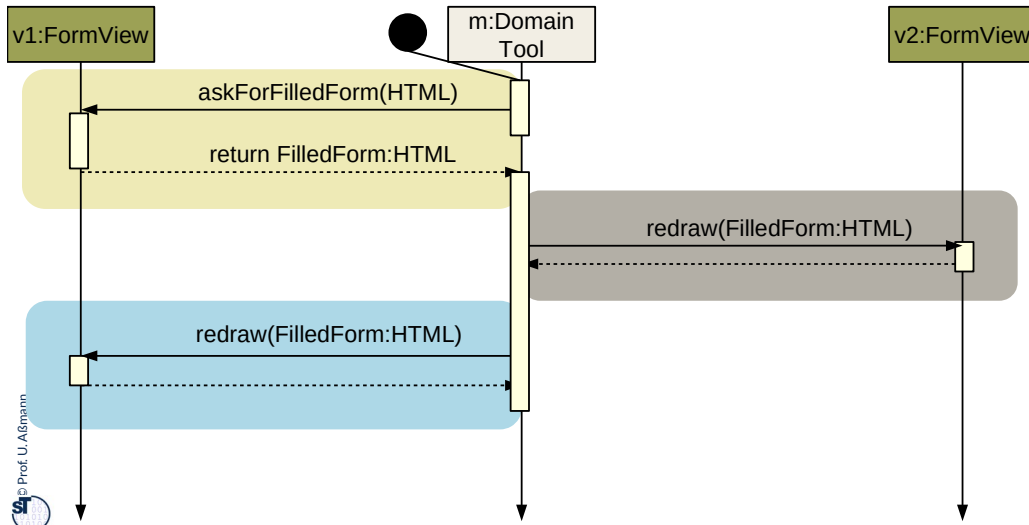 v1:FormView
m:Domain
Tool
v2:FormView
askForFilledForm(HTML)
return FilledForm:HTML
redraw(FilledForm:HTML)
redraw(FilledForm:HTML)
© Prof. U. Aßmann
ST